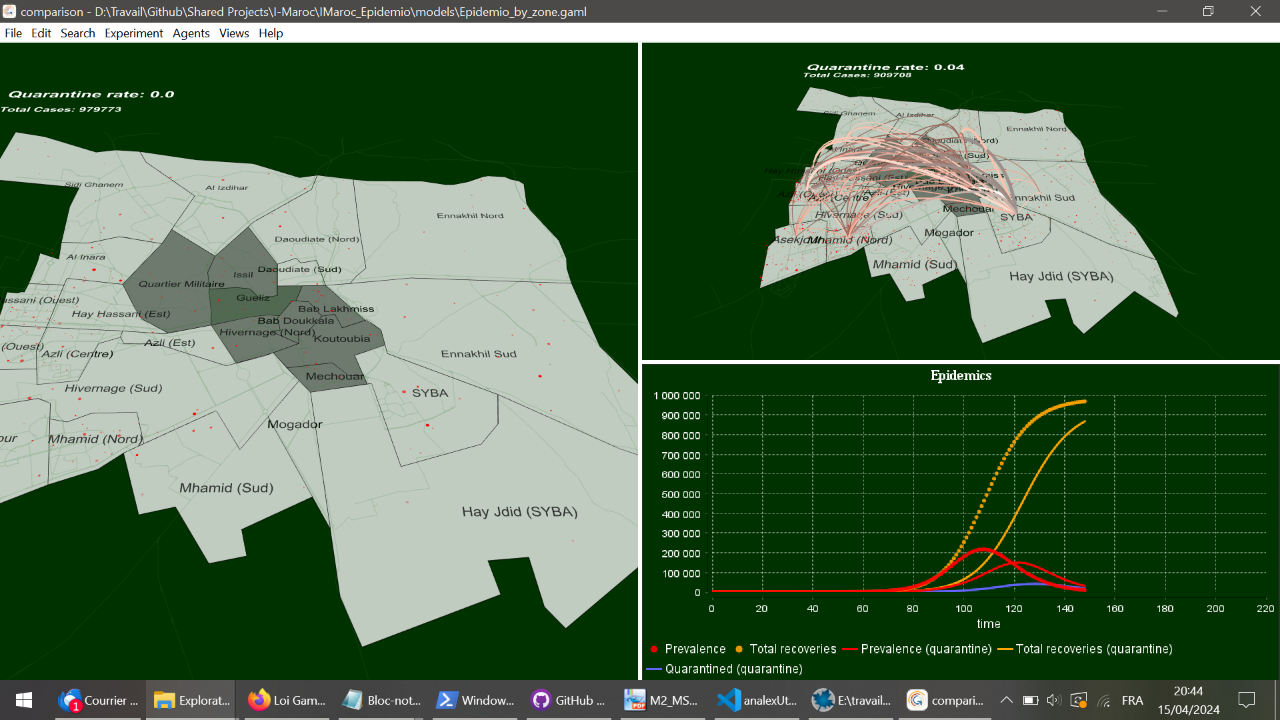 comparison - D:\Travail\Github\Shared Projects\I-Maroc\IMaroc_Epidemio\models\Epidemio_by_zone.gaml
File Edit Search Experiment Agents Views Help
Quarantine rate: 0.0
Total Cases: 979773
Sidi Ghanem
Al Izdihar
Ennakhil Nord
Daoudiate (Nord)
Al Inara
Issil
Daoudiate (Sud)
Quartier Militaire
Gueliz
assani (Ouest)
Hay Hassani (Est)
Bab Lakhmiss
Bab Doukkala
Hivernage (Nord)
Koutoubia
(Ouest)
Azli (Centre)
Azli (Est)
Ennakhil Sud
Mechouar
Hivernage (Sud)
SYBA
Mogador
our
Mhamid (Nord)
Mhamid (Sud)
Hay Jdid (SYBA)
Quarantine rate: 0.04
Total Cases: 909708
Sidi Ghanem
Al Izdihar
Ennakhil Nord
(Sud)
Ennakhil Sud
Mechouar
SYBA
Hivernage (Sud)
Mogador
Mhamid (Nord)
Mhamid (Sud)
Hay Jdid (SYBA)
Epidemics
1 000 000
900 000
800 000
700 000
600 000
500 000
400 000
300 000
200 000
100 000
0
0 20 40 60 80 100 120 140 160 180 200 220
time
Prevalence Total recoveries Prevalence (quarantine) Total recoveries (quarantine)
Quarantined (quarantine)
1 Courrier ... Explorat... Loi Gam... Bloc-not... Window... GitHub ... M2_MS... analexUt... E:\travail... compari... FRA
20:44
15/04/2024